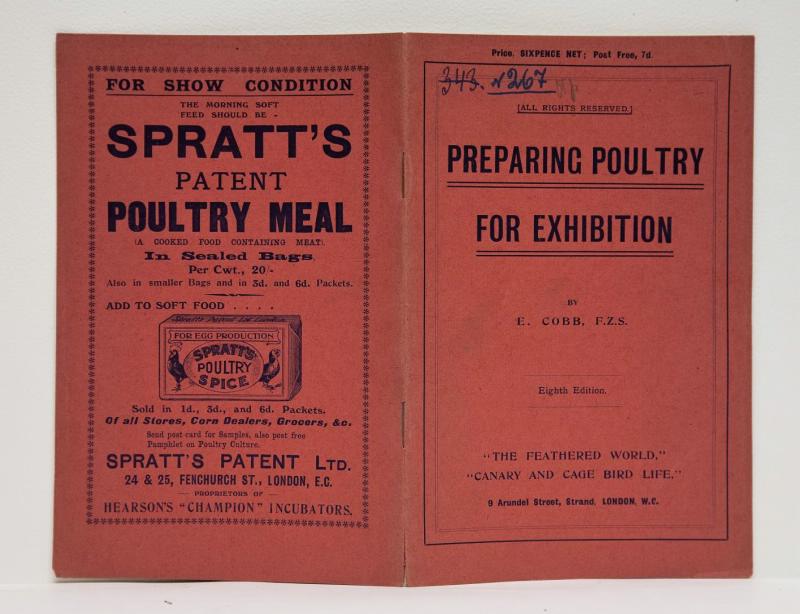 FOR SHOW CONDITION
THE MORNING SOFT
FEED SHOULD BE -
SPRATT'S
PATENT
POULTRY MEAL
(A COOKED FOOD CONTAINING MEAT).
In Sealed Bags.
Per Cwt., 20/-
Also in smaller Bags and in 3d. and 6d. Packets.
ADD TO SOFT FOOD . . . .
Spratt's Patent Ltd London
FOR EGG PRODUCTION
SPRATT'S
POULTRY
SPICE
Sold in 1d., 3d., and 6d. Packets.
Of all Stores, Corn Dealers, Grocers, &c.
Send post card for Samples, also post free
Pamphlet on Poultry Culture.
SPRATT'S PATENT LTD.
24 & 25, FENCHURCH ST., LONDON, E.C.
— PROPRIETORS OF —
HEARSON'S "CHAMPION" INCUBATORS.
Price, SIXPENCE NET; Post Free, 7d.
343. N267
[ALL RIGHTS RESERVED.]
PREPARING POULTRY
FOR EXHIBITION
BY
E. COBB, F.Z.S.
Eighth Edition.
"THE FEATHERED WORLD,"
"CANARY AND CAGE BIRD LIFE,"
9 Arundel Street, Strand, LONDON, W.C.